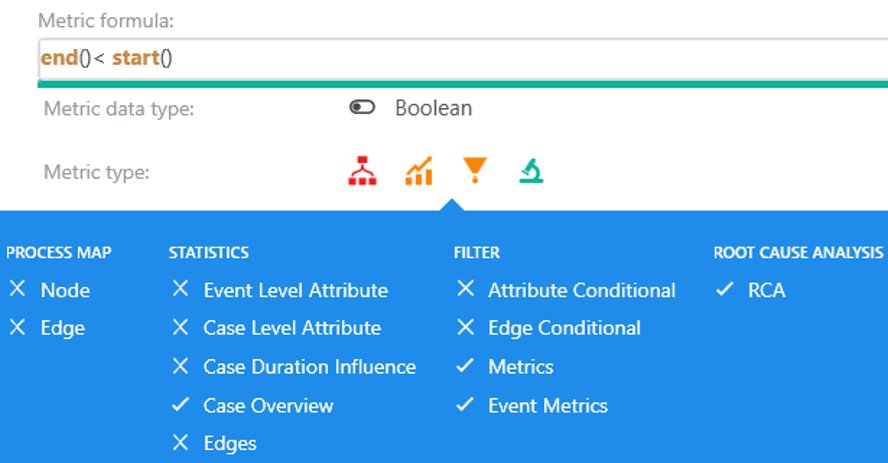 Metric formula:
end()< start()
Metric data type: Boolean
Metric type:
PROCESS MAP STATISTICS FILTER ROOT CAUSE ANALYSIS
Node Event Level Attribute Attribute Conditional RCA
Edge Case Level Attribute Edge Conditional
Case Duration Influence Metrics
Case Overview Event Metrics
Edges